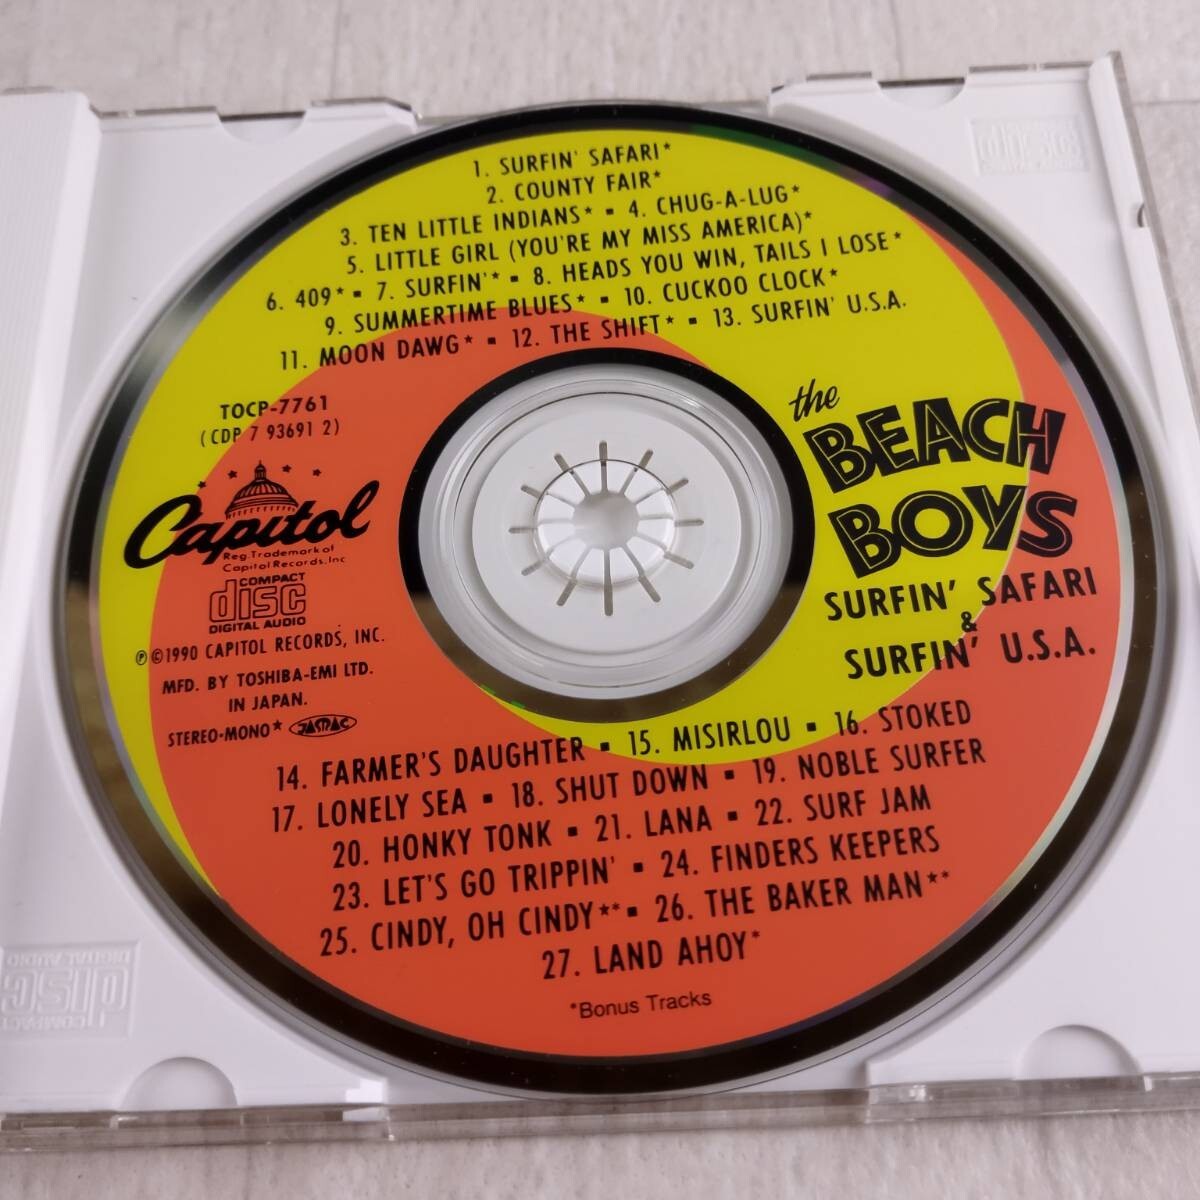 1. SURFIN' SAFARI*
2. COUNTY FAIR*
3. TEN LITTLE INDIANS* ▪ 4. CHUG-A-LUG*
5. LITTLE GIRL (YOU'RE MY MISS AMERICA)*
6. 409* ▪ 7. SURFIN'* ▪ 8. HEADS YOU WIN, TAILS I LOSE*
9. SUMMERTIME BLUES* ▪ 10. CUCKOO CLOCK*
11. MOON DAWG* ▪ 12. THE SHIFT* ▪ 13. SURFIN' U.S.A.
TOCP-7761
(CDP 7 93691 2)
Capitol
Reg. Trademark of
Capitol Records, Inc
COMPACT
disc
DIGITAL AUDIO
℗©1990 CAPITOL RECORDS, INC.
MFD. BY TOSHIBA-EMI LTD.
IN JAPAN.
STEREO-MONO* JASRAC
the
BEACH
BOYS
SURFIN' SAFARI
&
SURFIN' U.S.A.
14. FARMER'S DAUGHTER ▪ 15. MISIRLOU ▪ 16. STOKED
17. LONELY SEA ▪ 18. SHUT DOWN ▪ 19. NOBLE SURFER
20. HONKY TONK ▪ 21. LANA ▪ 22. SURF JAM
23. LET'S GO TRIPPIN' ▪ 24. FINDERS KEEPERS
25. CINDY, OH CINDY** ▪ 26. THE BAKER MAN**
27. LAND AHOY*
*Bonus Tracks
disc
COMPACT
disc
DIGITAL AUDIO